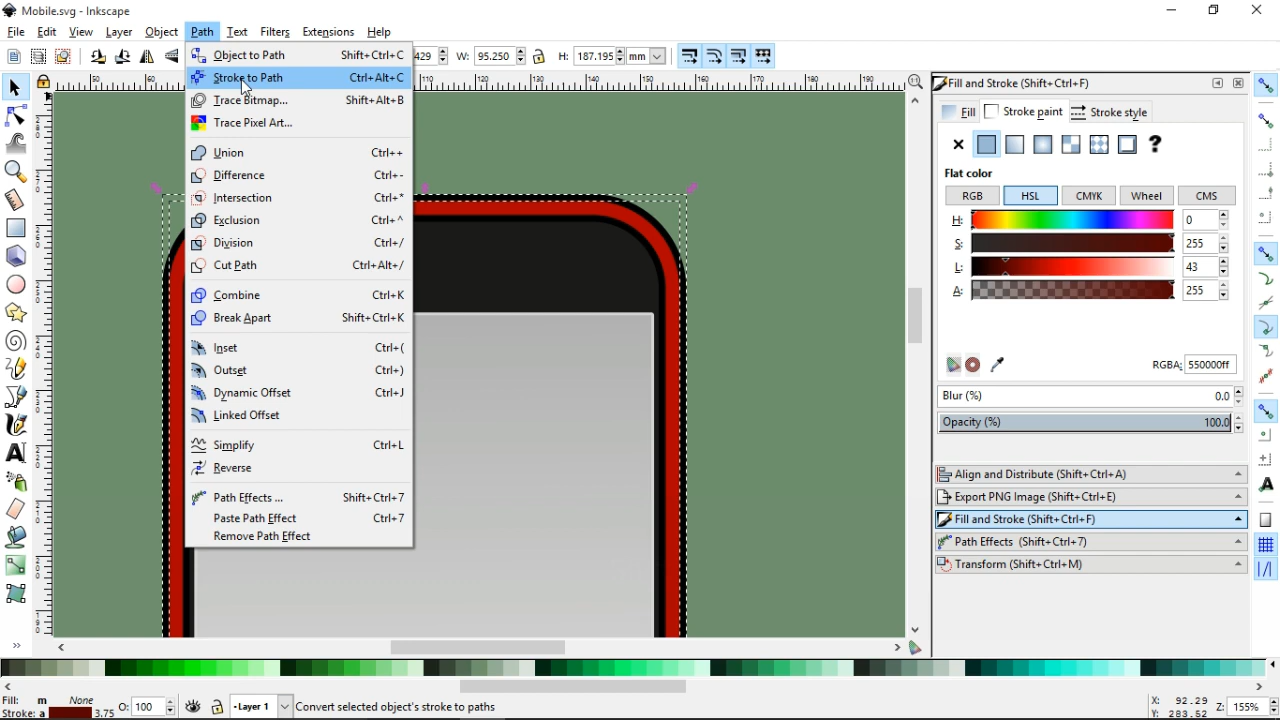 Mobile.svg - Inkscape
File Edit View Layer Object Path Text Filters Extensions Help
429 W: 95.250 H: 187.195 mm
Object to Path Shift+Ctrl+C
Stroke to Path Ctrl+Alt+C
Trace Bitmap... Shift+Alt+B
Trace Pixel Art...
Union Ctrl++
Difference Ctrl+-
Intersection Ctrl+*
Exclusion Ctrl+^
Division Ctrl+/
Cut Path Ctrl+Alt+/
Combine Ctrl+K
Break Apart Shift+Ctrl+K
Inset Ctrl+(
Outset Ctrl+)
Dynamic Offset Ctrl+J
Linked Offset
Simplify Ctrl+L
Reverse
Path Effects ... Shift+Ctrl+7
Paste Path Effect Ctrl+7
Remove Path Effect
Fill and Stroke (Shift+Ctrl+F)
Fill Stroke paint Stroke style
Flat color
RGB HSL CMYK Wheel CMS
H: 0
S: 255
L: 43
A: 255
RGBA: 550000ff
Blur (%) 0.0
Opacity (%) 100.0
Align and Distribute (Shift+Ctrl+A)
Export PNG Image (Shift+Ctrl+E)
Fill and Stroke (Shift+Ctrl+F)
Path Effects (Shift+Ctrl+7)
Transform (Shift+Ctrl+M)
Fill: m None
Stroke: a 3.75
O: 100
Layer 1
Convert selected object's stroke to paths
X: 92.29
Y: 283.52
Z: 155%